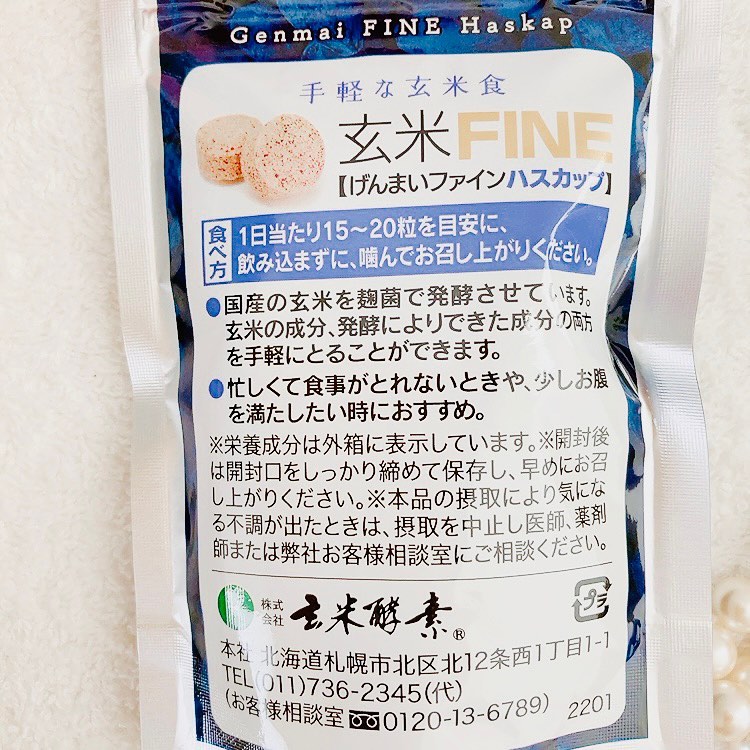 Genmai FINE Haskap
手軽な玄米食
玄米FINE
【げんまいファインハスカップ】
食べ方
1日当たり15〜20粒を目安に、
飲み込まずに、噛んでお召し上がりください。
●国産の玄米を麹菌で発酵させています。
玄米の成分、発酵によりできた成分の両方
を手軽にとることができます。
●忙しくて食事がとれないときや、少しお腹
を満たしたい時におすすめ。
※栄養成分は外箱に表示しています。※開封後
は開封口をしっかり締めて保存し、早めにお召
し上がりください。※本品の摂取により気にな
る不調が出たときは、摂取を中止し医師、薬剤
師または弊社お客様相談室にご相談ください。
株式会社 玄米酵素®
プラ
本社 北海道札幌市北区北12条西1丁目1-1
TEL(011)736-2345(代)
(お客様相談室 0120-13-6789)
2201